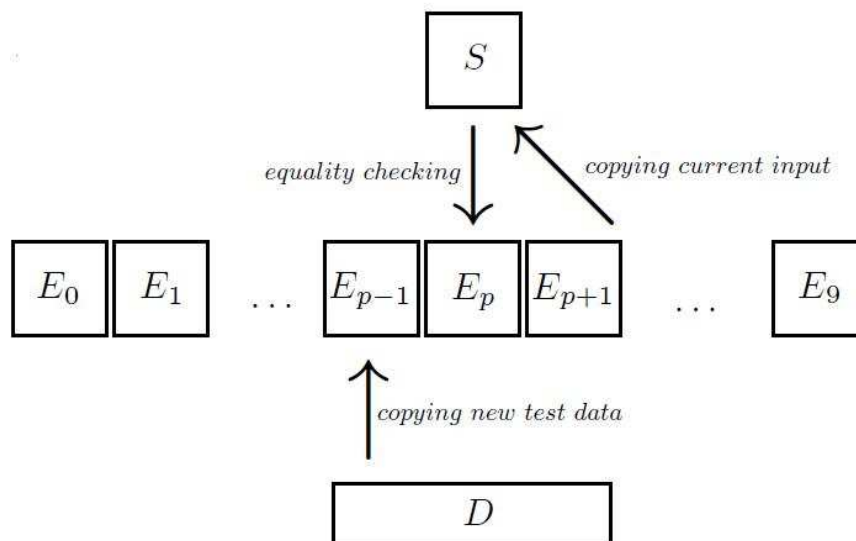 S
equality checking
copying current input
E₀ E₁ ... Eₚ₋₁ Eₚ Eₚ₊₁ ... E₉
copying new test data
D